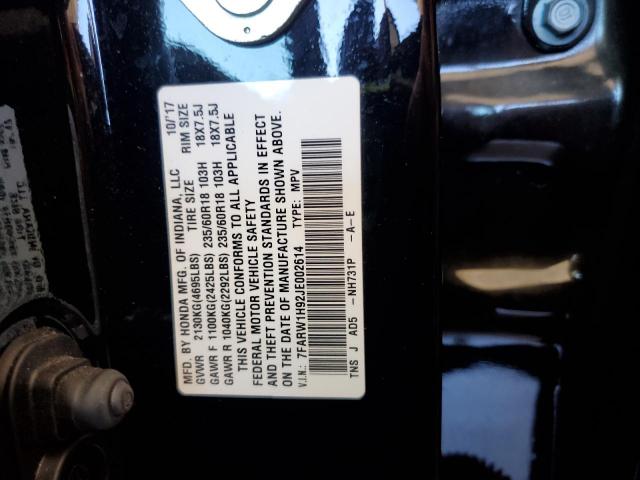 MFD. BY HONDA MFG. OF INDIANA, LLC 10/'17
TIRE SIZE RIM SIZE
GVWR 2130KG(4695LBS)
GAWR F 1100KG(2425LBS) 235/60R18 103H 18X7.5J
GAWR R 1040KG(2292LBS) 235/60R18 103H 18X7.5J
THIS VEHICLE CONFORMS TO ALL APPLICABLE
FEDERAL MOTOR VEHICLE SAFETY
AND THEFT PREVENTION STANDARDS IN EFFECT
ON THE DATE OF MANUFACTURE SHOWN ABOVE.
V.I.N.: 7FARW1H92JE002614 TYPE: MPV
TNS J AD5 -NH731P -A-E